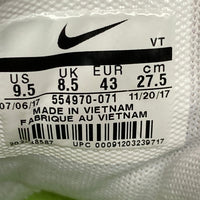 VT
US UK EUR cm
9.5 8.5 43 27.5
07/06/17 554970-071 11/20/17
MADE IN VIETNAM
FABRIQUE AU VIETNAM
UPC 00091203239717